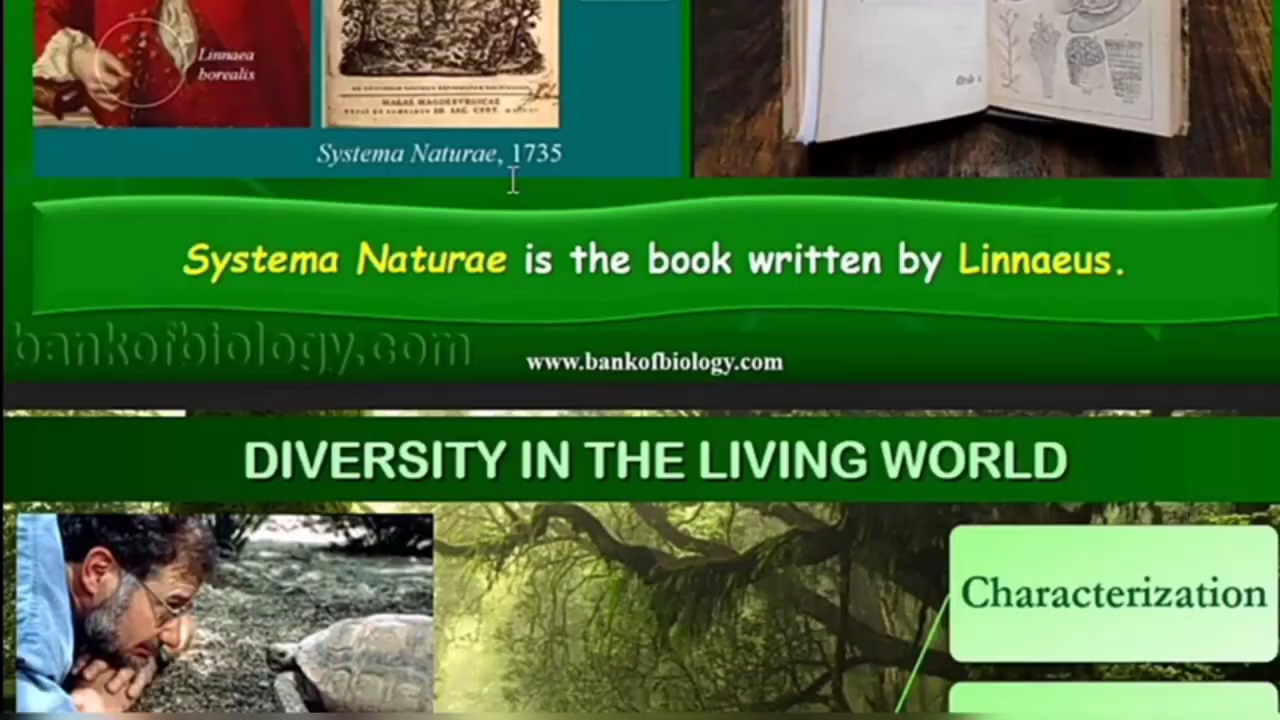 Linnaea
borealis
Systema Naturae, 1735
Systema Naturae is the book written by Linnaeus.
bankofbiology.com
www.bankofbiology.com
DIVERSITY IN THE LIVING WORLD
Characterization